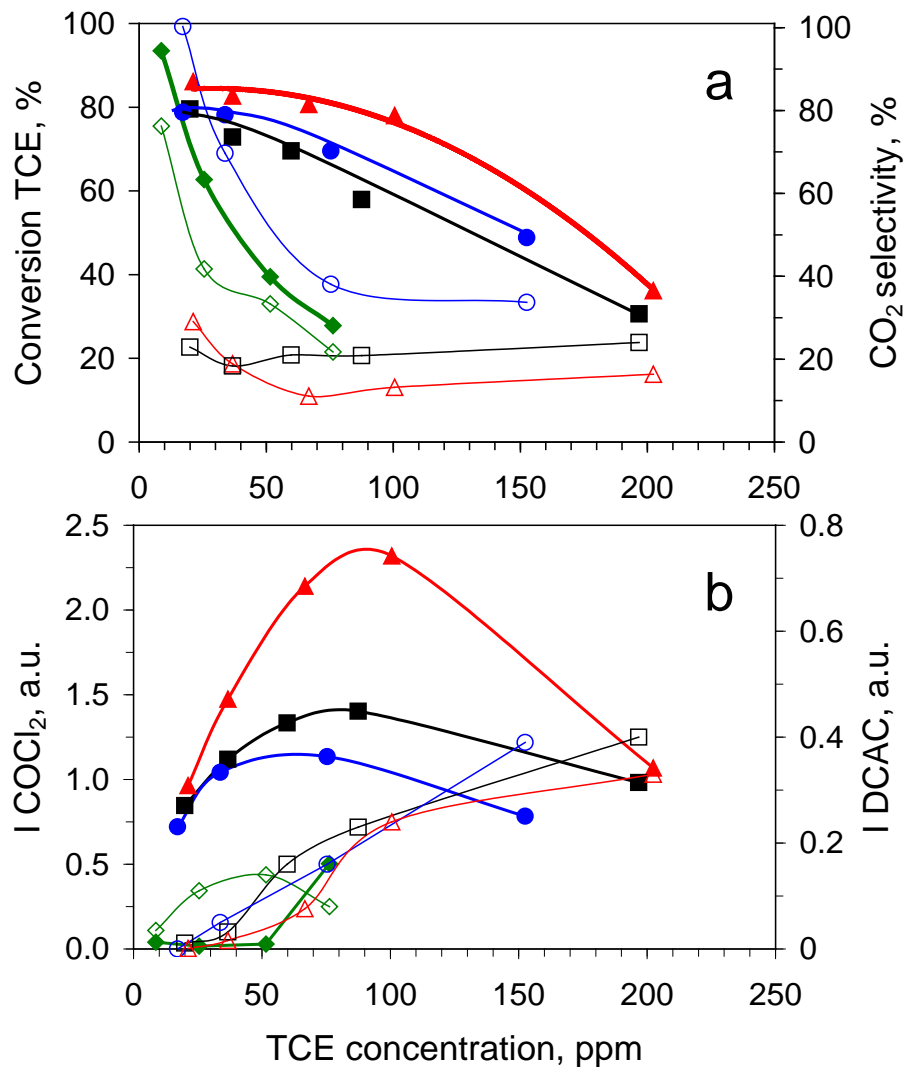 a
Conversion TCE, %
CO₂ selectivity, %
100
80
60
40
20
0
100
80
60
40
20
0
0 50 100 150 200 250
b
I COCl₂, a.u.
I DCAC, a.u.
2.5
2.0
1.5
1.0
0.5
0.0
0.8
0.6
0.4
0.2
0
0 50 100 150 200 250
TCE concentration, ppm